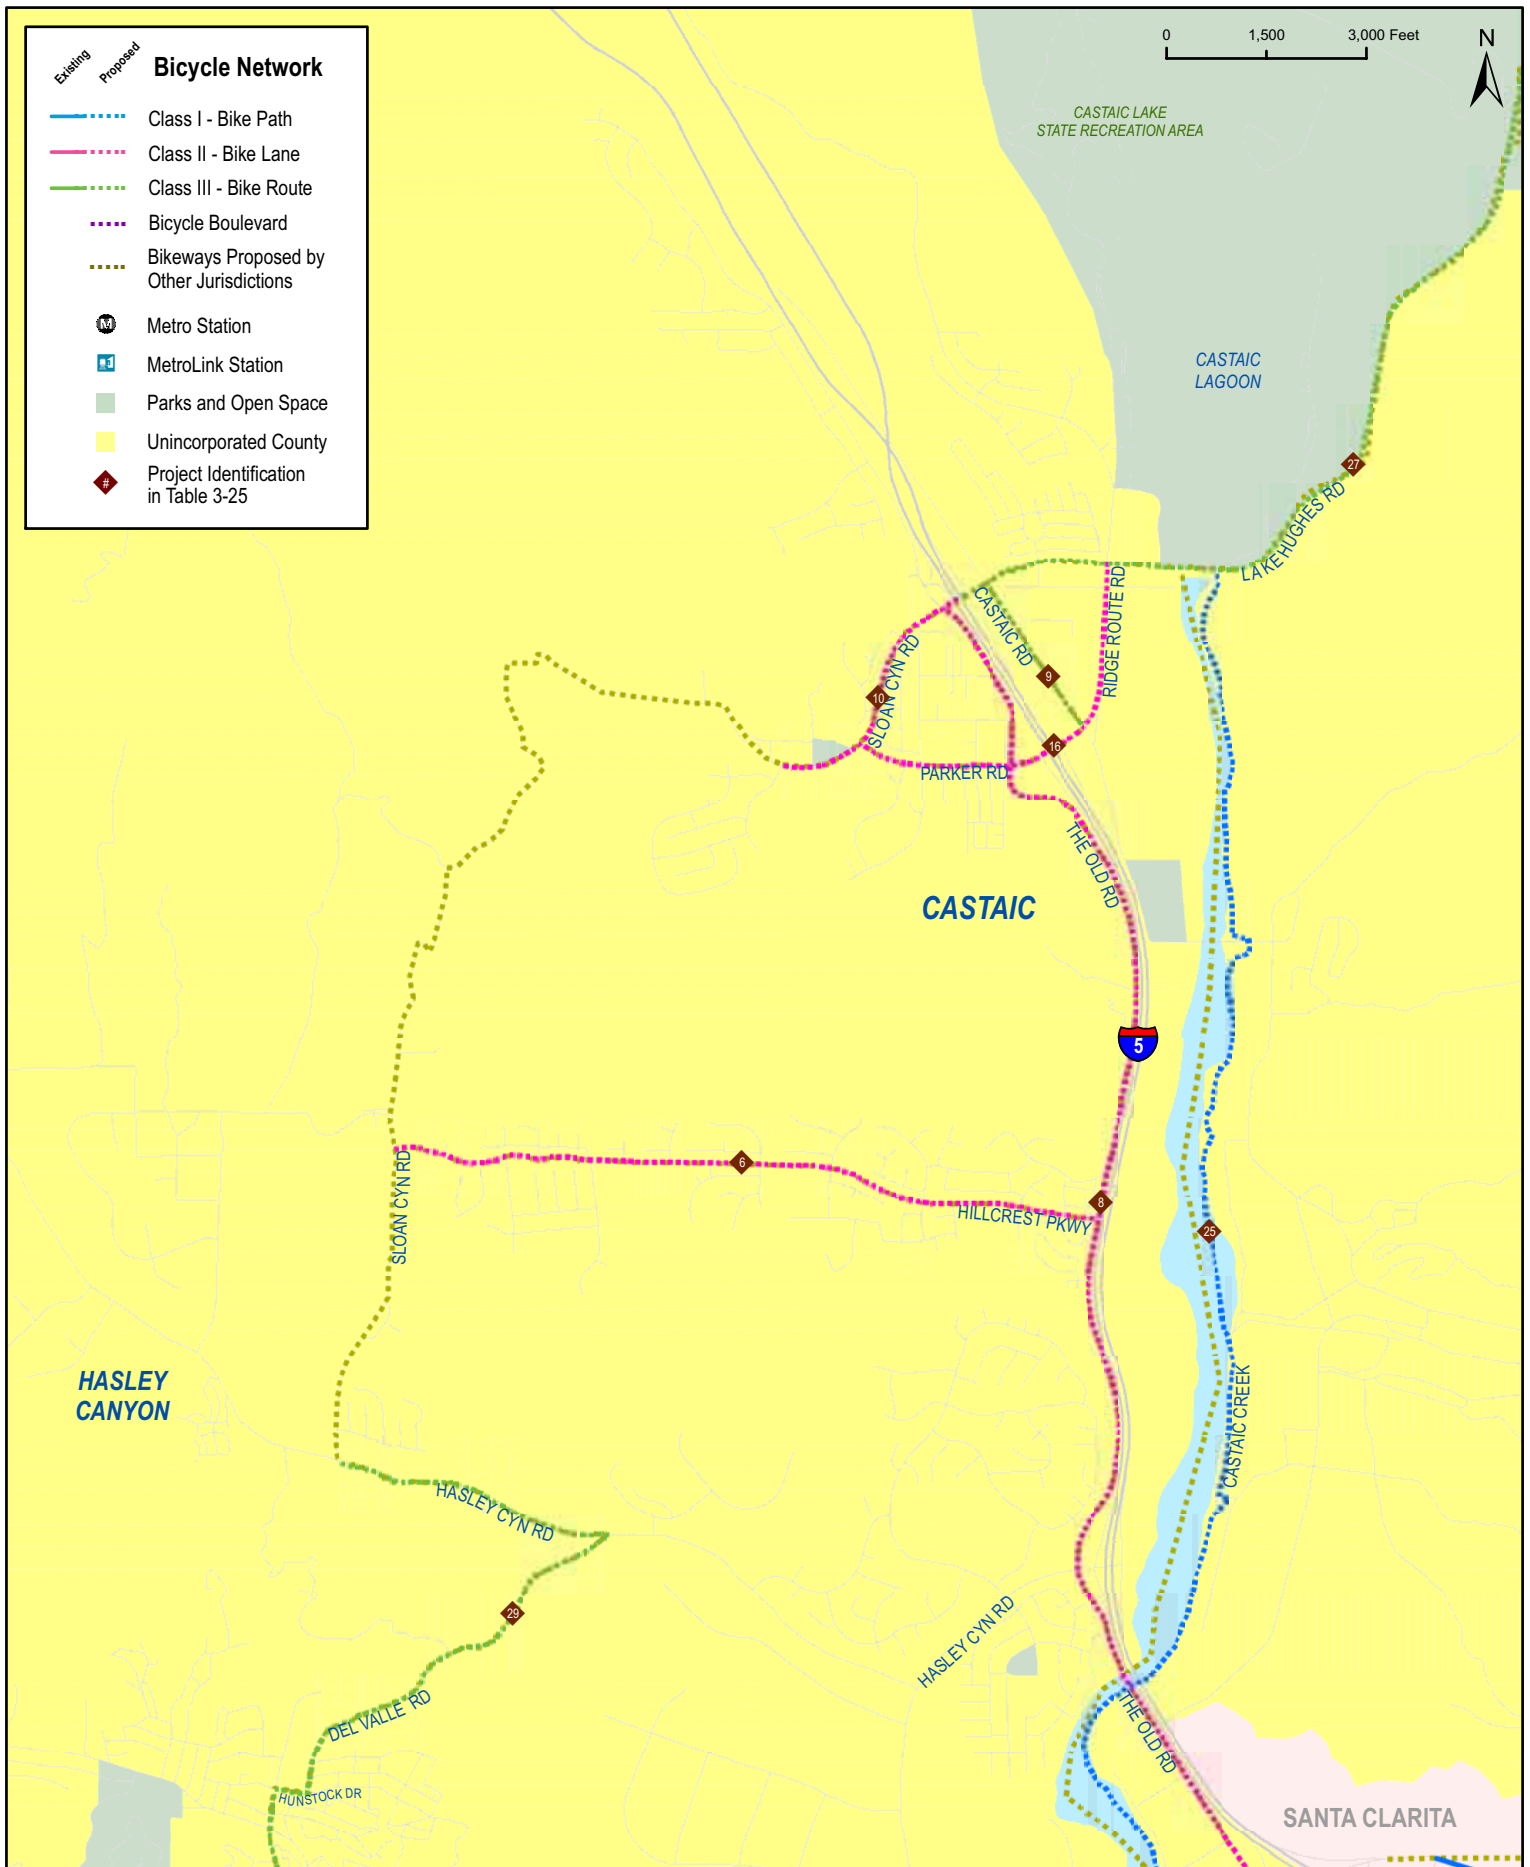 Existing
Proposed
Bicycle Network
Class I - Bike Path
Class II - Bike Lane
Class III - Bike Route
Bicycle Boulevard
Bikeways Proposed by
Other Jurisdictions
M
Metro Station
MetroLink Station
Parks and Open Space
Unincorporated County
#
Project Identification
in Table 3-25
0 1,500 3,000 Feet
N
CASTAIC LAKE
STATE RECREATION AREA
CASTAIC
LAGOON
27
LAKE HUGHES RD
CASTAIC RD
RIDGE ROUTE RD
9
10
SLOAN CYN RD
16
PARKER RD
THE OLD RD
CASTAIC
5
SLOAN CYN RD
6
8
HILLCREST PKWY
25
HASLEY
CANYON
CASTAIC CREEK
HASLEY CYN RD
29
HASLEY CYN RD
DEL VALLE RD
THE OLD RD
HUNSTOCK DR
SANTA CLARITA